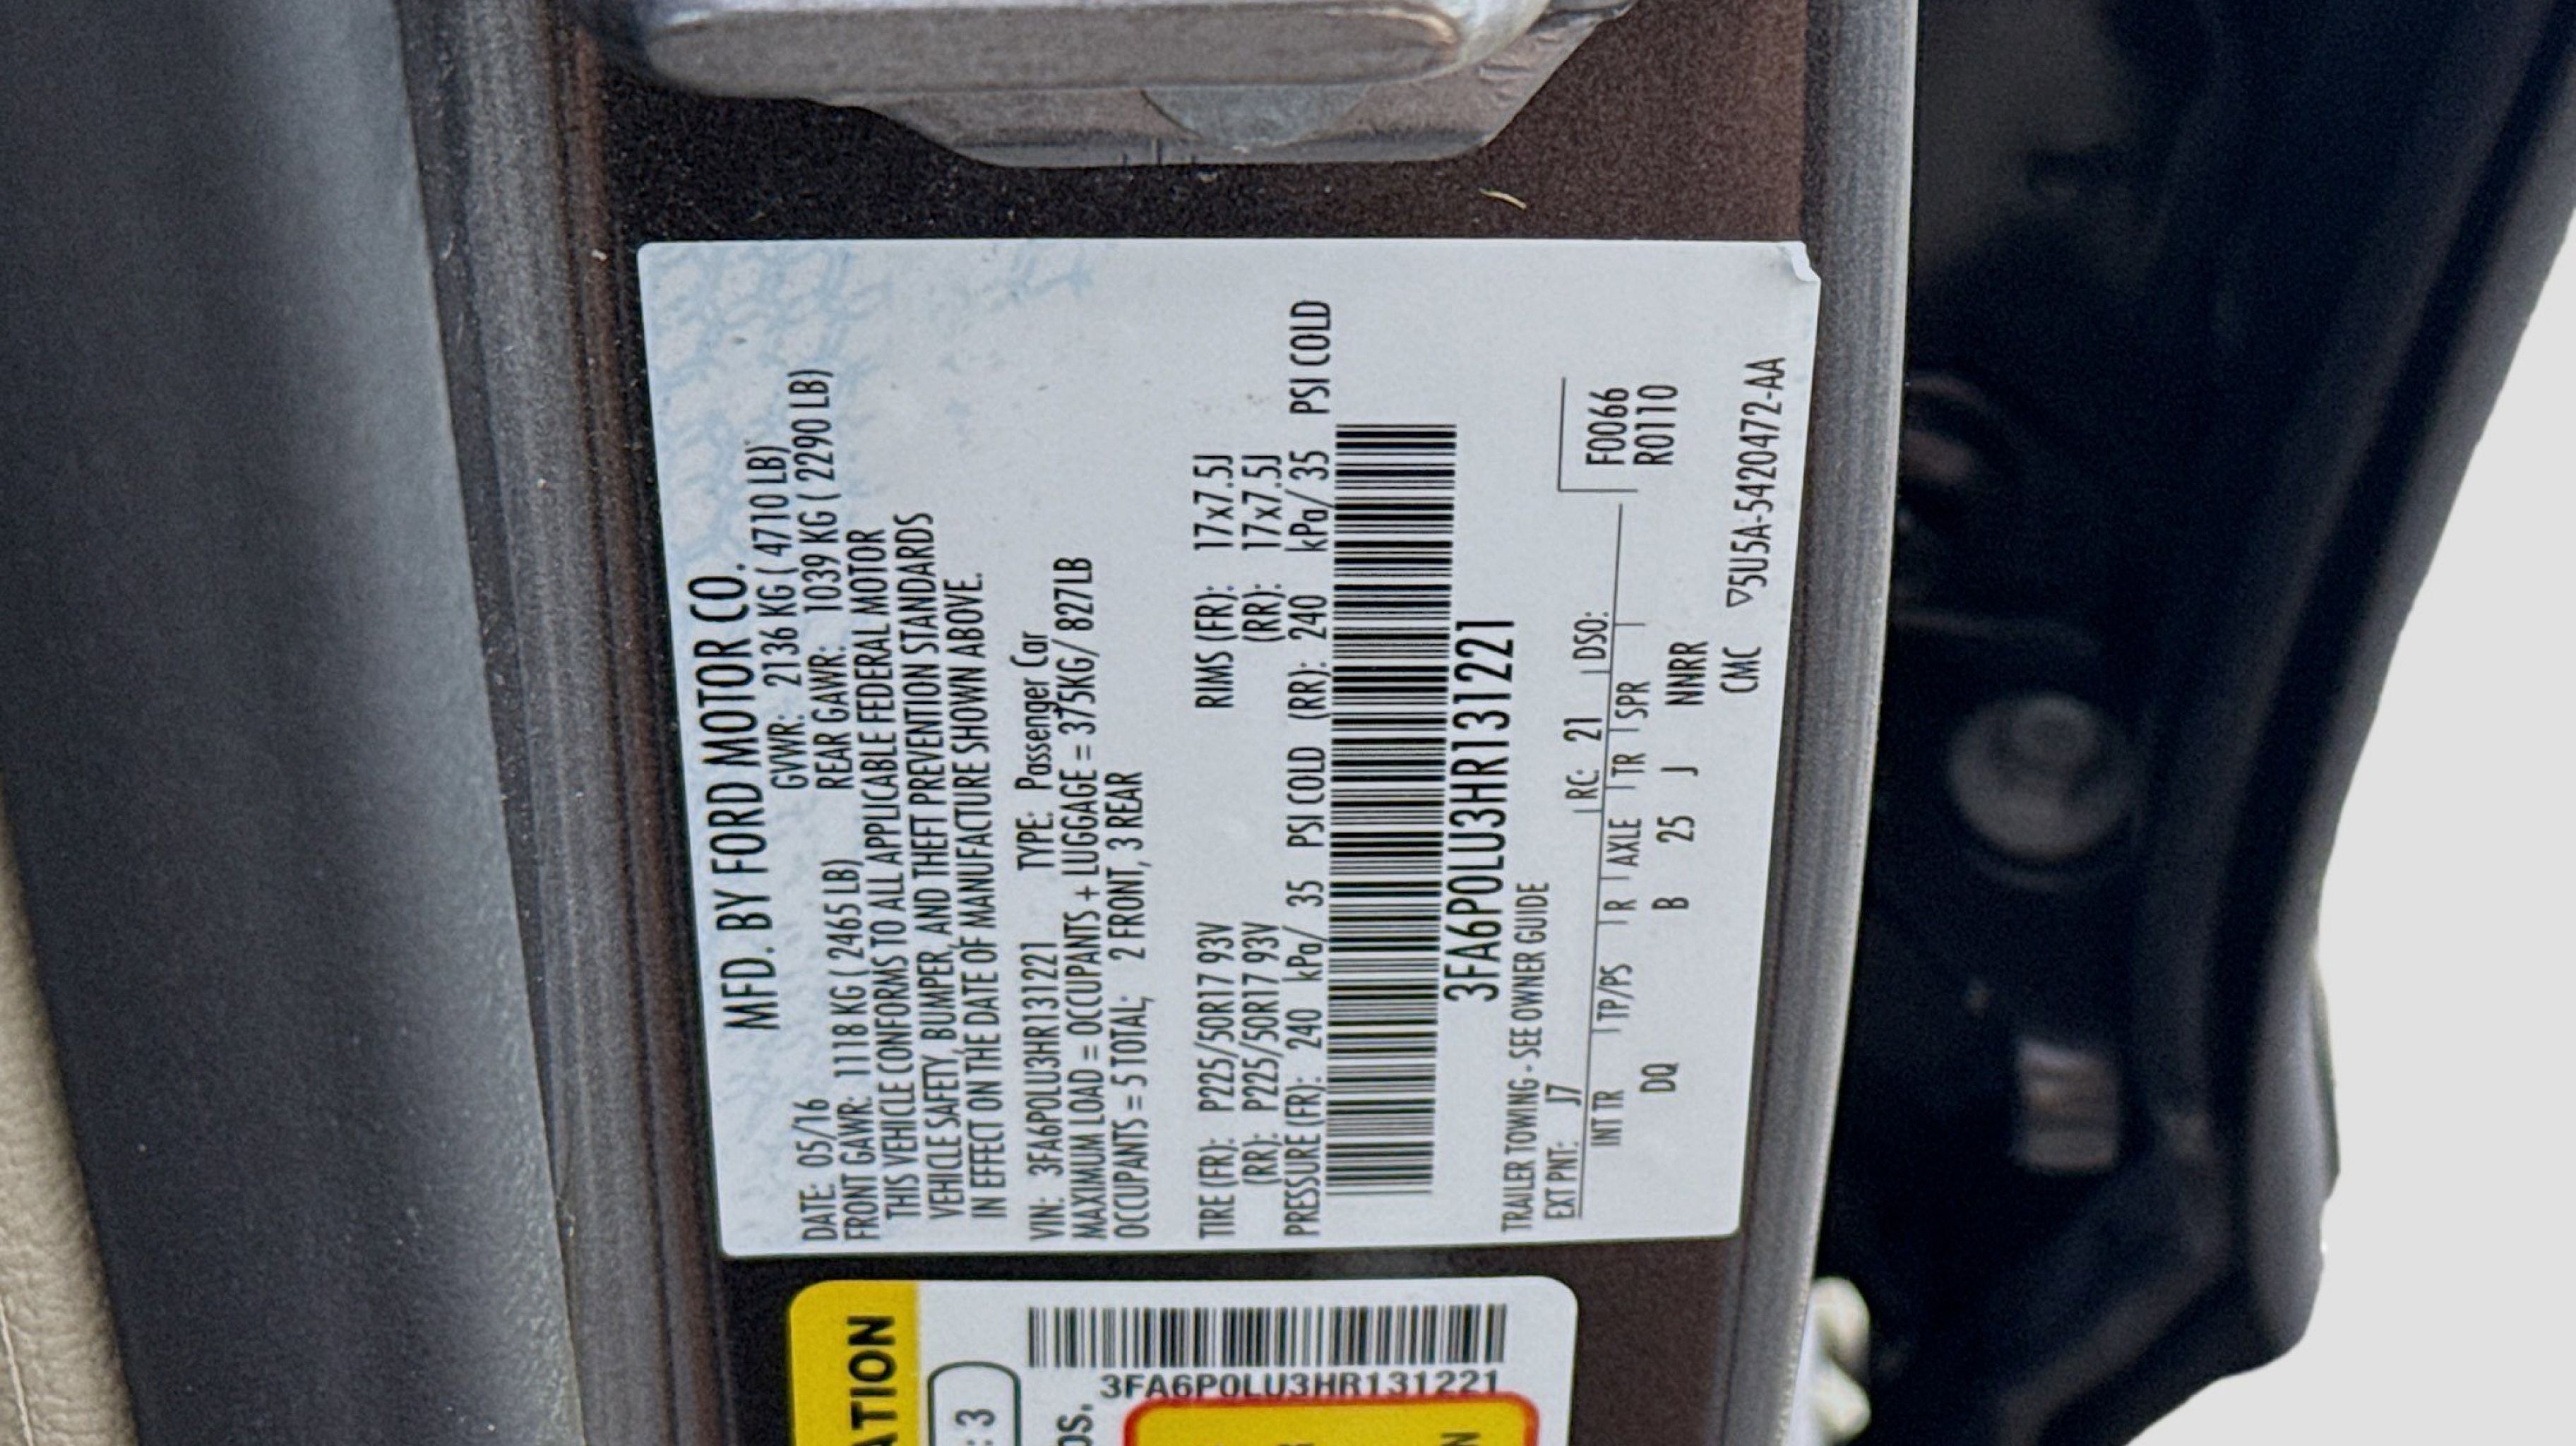 MFD. BY FORD MOTOR CO.
DATE: 05/16 GVWR: 2136 KG ( 4710 LB)
FRONT GAWR: 1118 KG ( 2465 LB) REAR GAWR: 1039 KG ( 2290 LB)
THIS VEHICLE CONFORMS TO ALL APPLICABLE FEDERAL MOTOR
VEHICLE SAFETY, BUMPER, AND THEFT PREVENTION STANDARDS
IN EFFECT ON THE DATE OF MANUFACTURE SHOWN ABOVE.
VIN: 3FA6P0LU3HR131221 TYPE: Passenger Car
MAXIMUM LOAD = OCCUPANTS + LUGGAGE = 375KG/ 827LB
OCCUPANTS = 5 TOTAL; 2 FRONT, 3 REAR
TIRE (FR): P225/50R17 93V RIMS (FR): 17x7.5J
(RR): P225/50R17 93V (RR): 17x7.5J
PRESSURE (FR): 240 kPa/ 35 PSI COLD (RR): 240 kPa/ 35 PSI COLD
3FA6P0LU3HR131221
TRAILER TOWING - SEE OWNER GUIDE
EXT PNT: J7 RC: 21 DSO: F0066
INT TR TP/PS R AXLE TR SPR R0110
DQ B 25 J NNRR
CMC ▽5U5A-5420472-AA
ATION
: 3
OS.
3FA6P0LU3HR131221